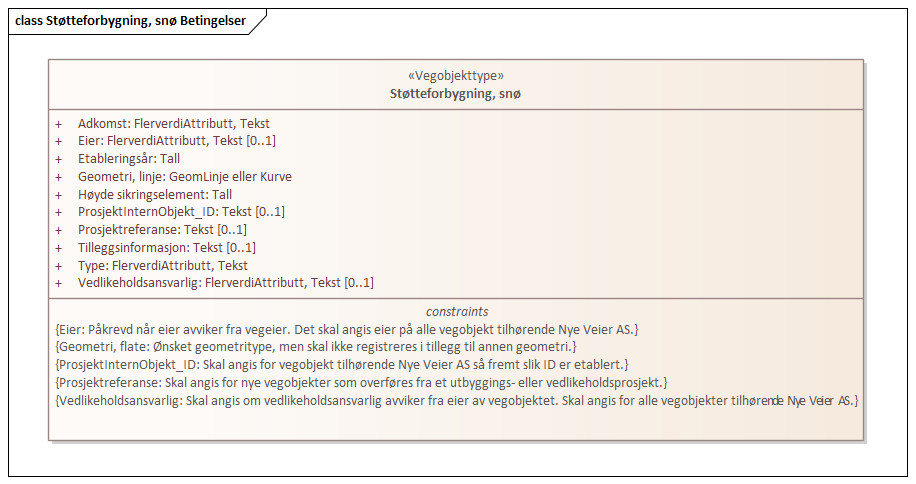 class Støtteforbygning, snø Betingelser
«Vegobjekttype»
Støtteforbygning, snø
+ Adkomst: FlerverdiAttributt, Tekst
+ Eier: FlerverdiAttributt, Tekst [0..1]
+ Etableringsår: Tall
+ Geometri, linje: GeomLinje eller Kurve
+ Høyde sikringselement: Tall
+ ProsjektInternObjekt_ID: Tekst [0..1]
+ Prosjektreferanse: Tekst [0..1]
+ Tilleggsinformasjon: Tekst [0..1]
+ Type: FlerverdiAttributt, Tekst
+ Vedlikeholdsansvarlig: FlerverdiAttributt, Tekst [0..1]
constraints
{Eier: Påkrevd når eier avviker fra vegeier. Det skal angis eier på alle vegobjekt tilhørende Nye Veier AS.}
{Geometri, flate: Ønsket geometritype, men skal ikke registreres i tillegg til annen geometri.}
{ProsjektInternObjekt_ID: Skal angis for vegobjekt tilhørende Nye Veier AS så fremt slik ID er etablert.}
{Prosjektreferanse: Skal angis for nye vegobjekter som overføres fra et utbyggings- eller vedlikeholdsprosjekt.}
{Vedlikeholdsansvarlig: Skal angis om vedlikeholdsansvarlig avviker fra eier av vegobjektet. Skal angis for alle vegobjekter tilhørende Nye Veier AS.}